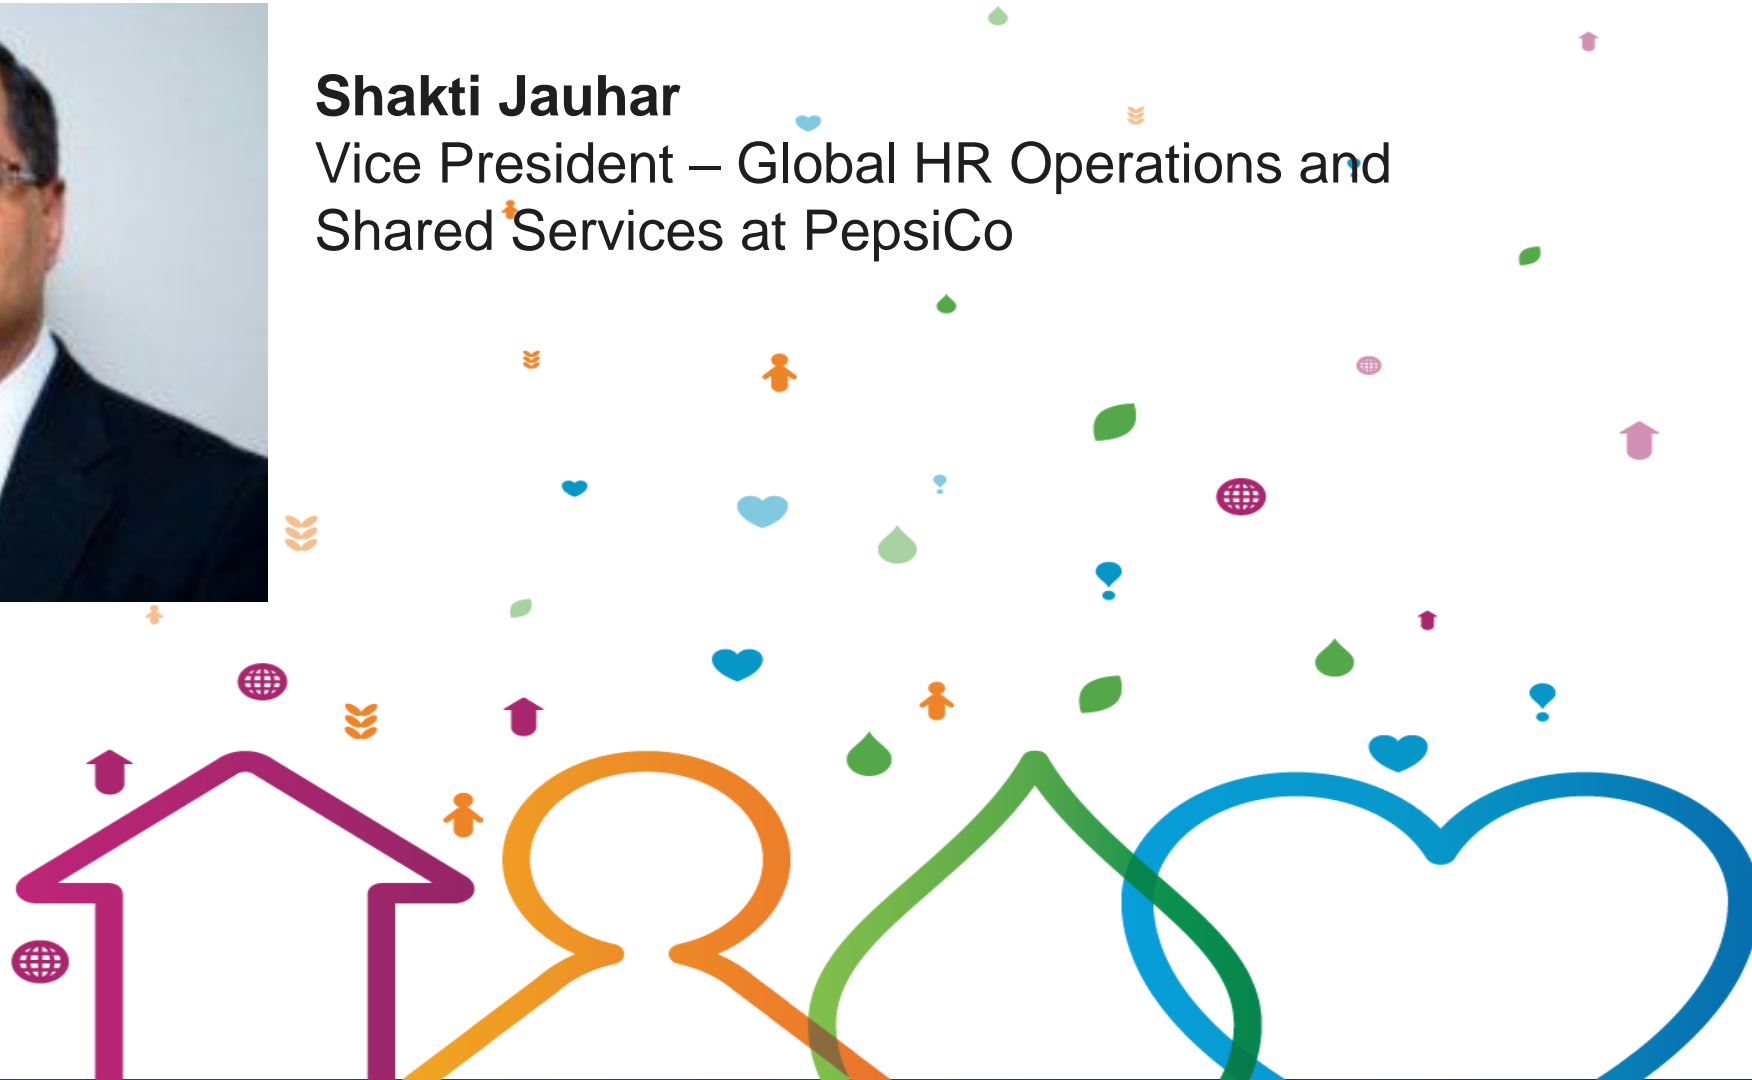 Shakti Jauhar
Vice President – Global HR Operations and
Shared Services at PepsiCo